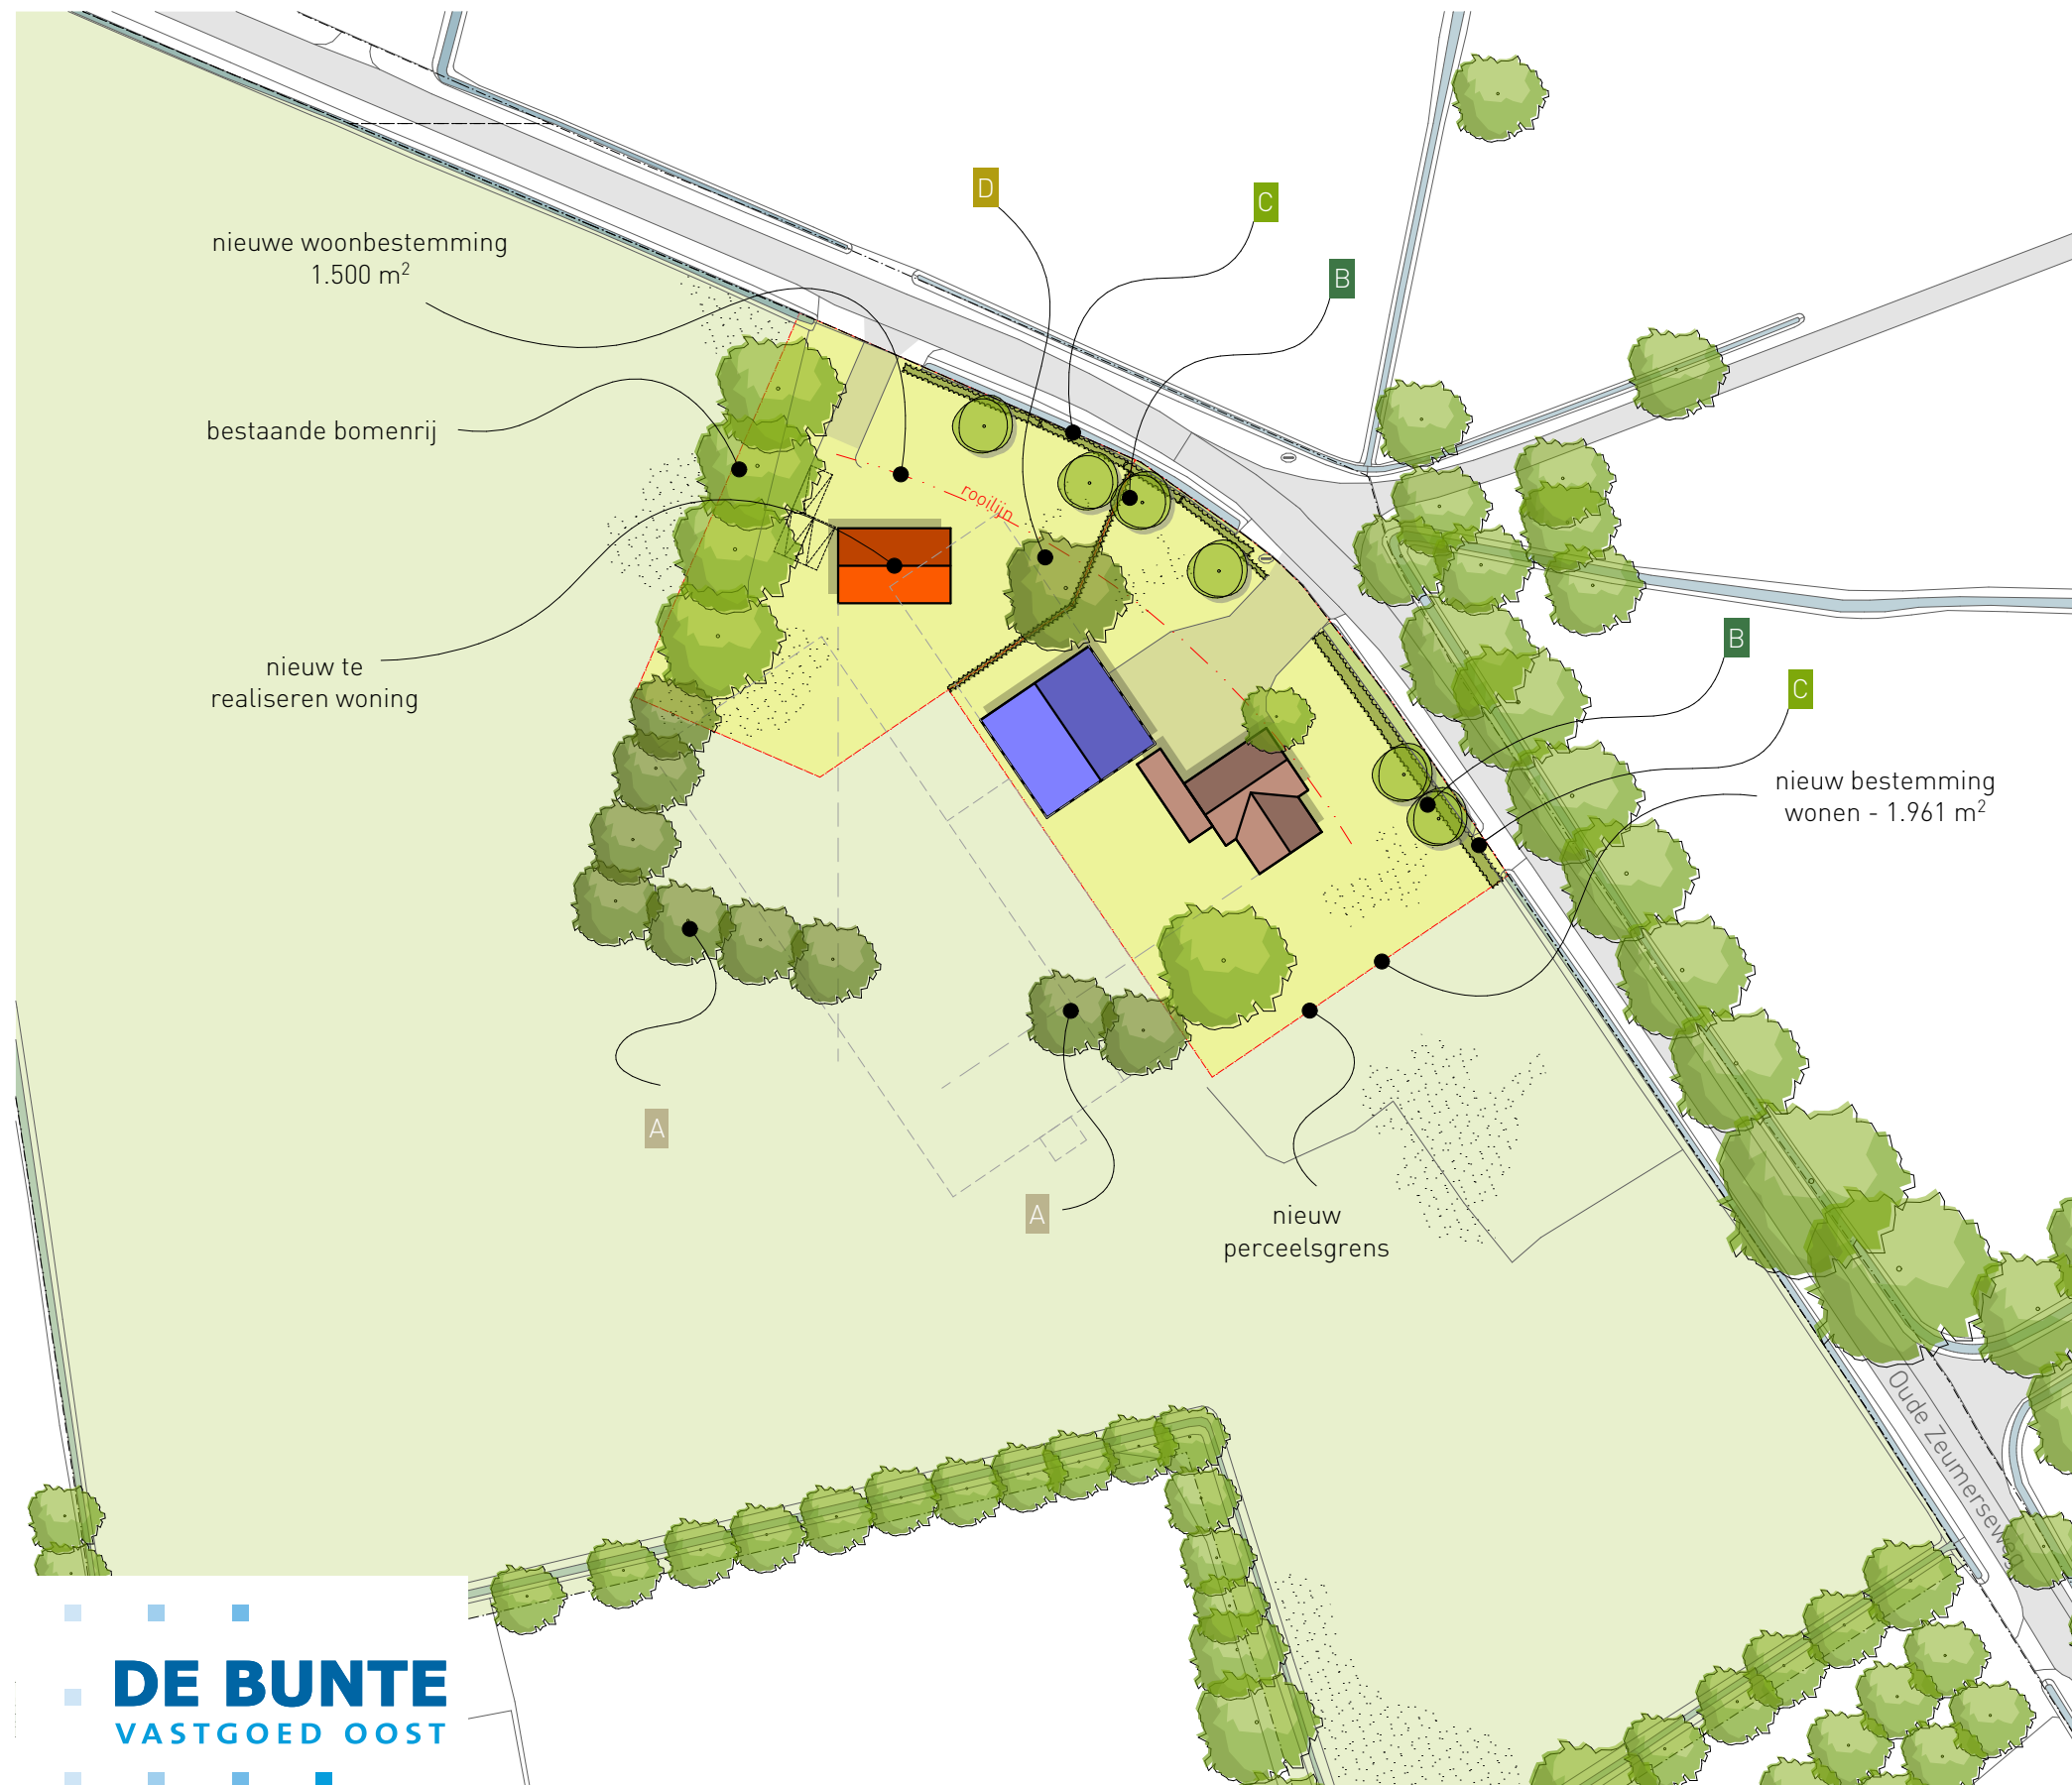 D
C
B
nieuwe woonbestemming
1.500 m²
bestaande bomenrij
rooilijn
nieuw te
realiseren woning
B
C
nieuw bestemming
wonen - 1.961 m²
A
A
nieuw
perceelsgrens
Oude Zeumerseweg
DE BUNTE
VASTGOED OOST